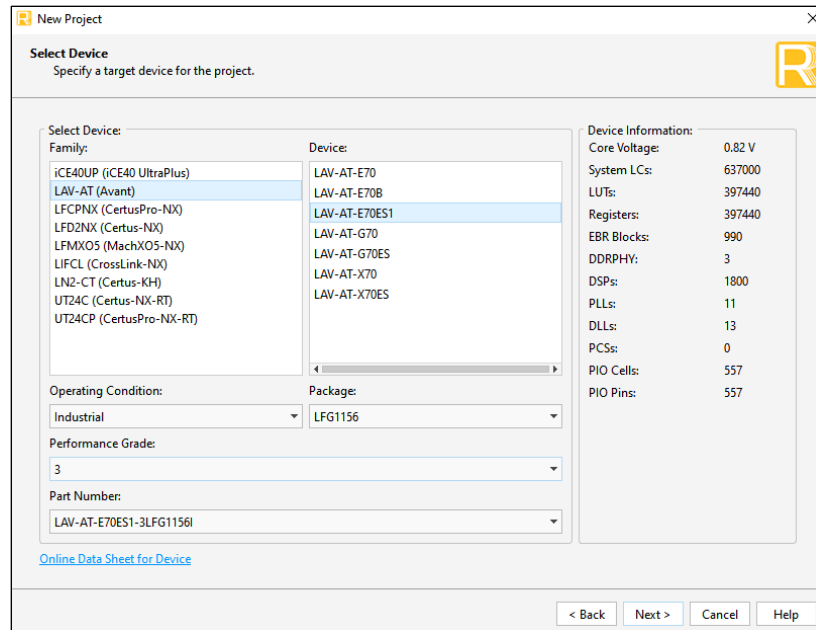 New Project
Select Device
Specify a target device for the project.
Select Device:
Family:
iCE40UP (iCE40 UltraPlus)
LAV-AT (Avant)
LFCPNX (CertusPro-NX)
LFD2NX (Certus-NX)
LFMXO5 (MachXO5-NX)
LIFCL (CrossLink-NX)
LN2-CT (Certus-KH)
UT24C (Certus-NX-RT)
UT24CP (CertusPro-NX-RT)
Device:
LAV-AT-E70
LAV-AT-E70B
LAV-AT-E70ES1
LAV-AT-G70
LAV-AT-G70ES
LAV-AT-X70
LAV-AT-X70ES
Operating Condition:
Industrial
Package:
LFG1156
Performance Grade:
3
Part Number:
LAV-AT-E70ES1-3LFG1156I
Device Information:
Core Voltage: 0.82 V
System LCs: 637000
LUTs: 397440
Registers: 397440
EBR Blocks: 990
DDRPHY: 3
DSPs: 1800
PLLs: 11
DLLs: 13
PCSs: 0
PIO Cells: 557
PIO Pins: 557
Online Data Sheet for Device
< Back Next > Cancel Help